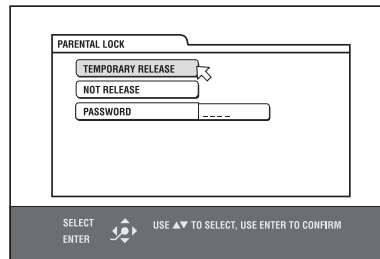 PARENTAL LOCK
TEMPORARY RELEASE
NOT RELEASE
PASSWORD _ _ _ _
SELECT
ENTER
USE ▲▼ TO SELECT, USE ENTER TO CONFIRM